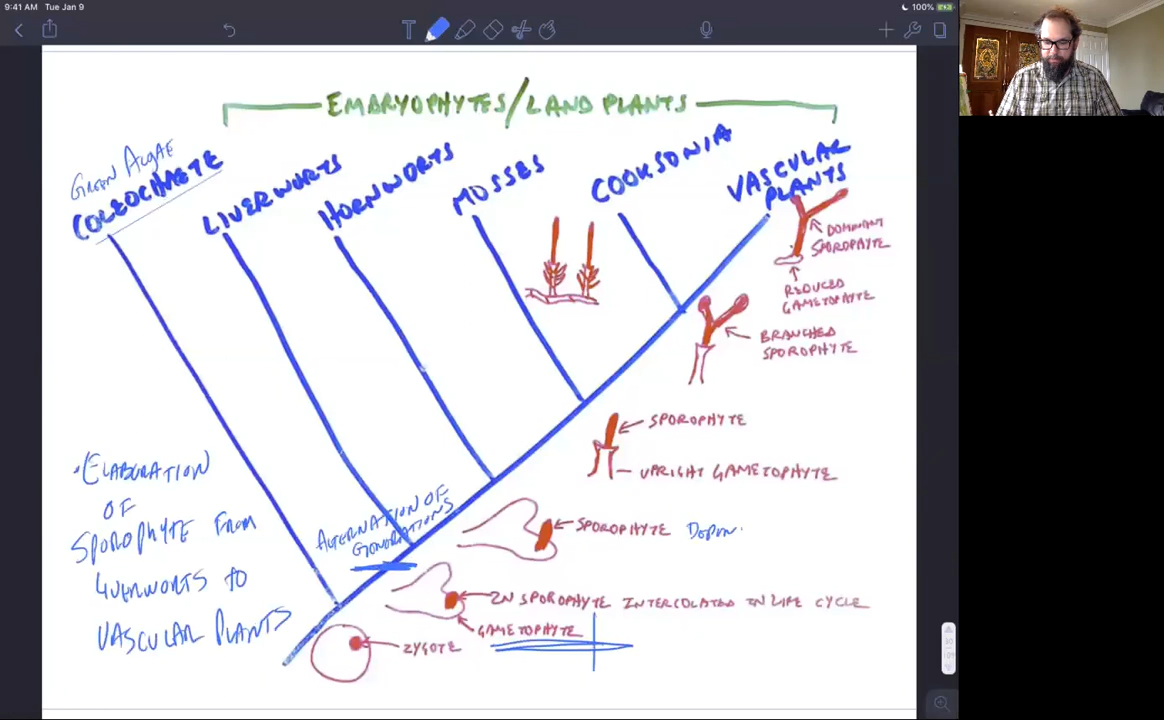 9:41 AM Tue Jan 9
100%
EMBRYOPHYTES/LAND PLANTS
GREEN ALGAE
COLEOCHAETE
LIVERWORTS
HORNWORTS
MOSSES
COOKSONIA
VASCULAR
PLANTS
DOMINANT
SPOROPHYTE
REDUCED
GAMETOPHYTE
BRANCHED
SPOROPHYTE
SPOROPHYTE
UPRIGHT GAMETOPHYTE
• ELABORATION
OF
SPOROPHYTE FROM
LIVERWORTS TO
VASCULAR PLANTS
ALTERNATION OF
GENERATIONS
SPOROPHYTE
2N SPOROPHYTE INTERCOLATED IN LIFE CYCLE
GAMETOPHYTE
ZYGOTE